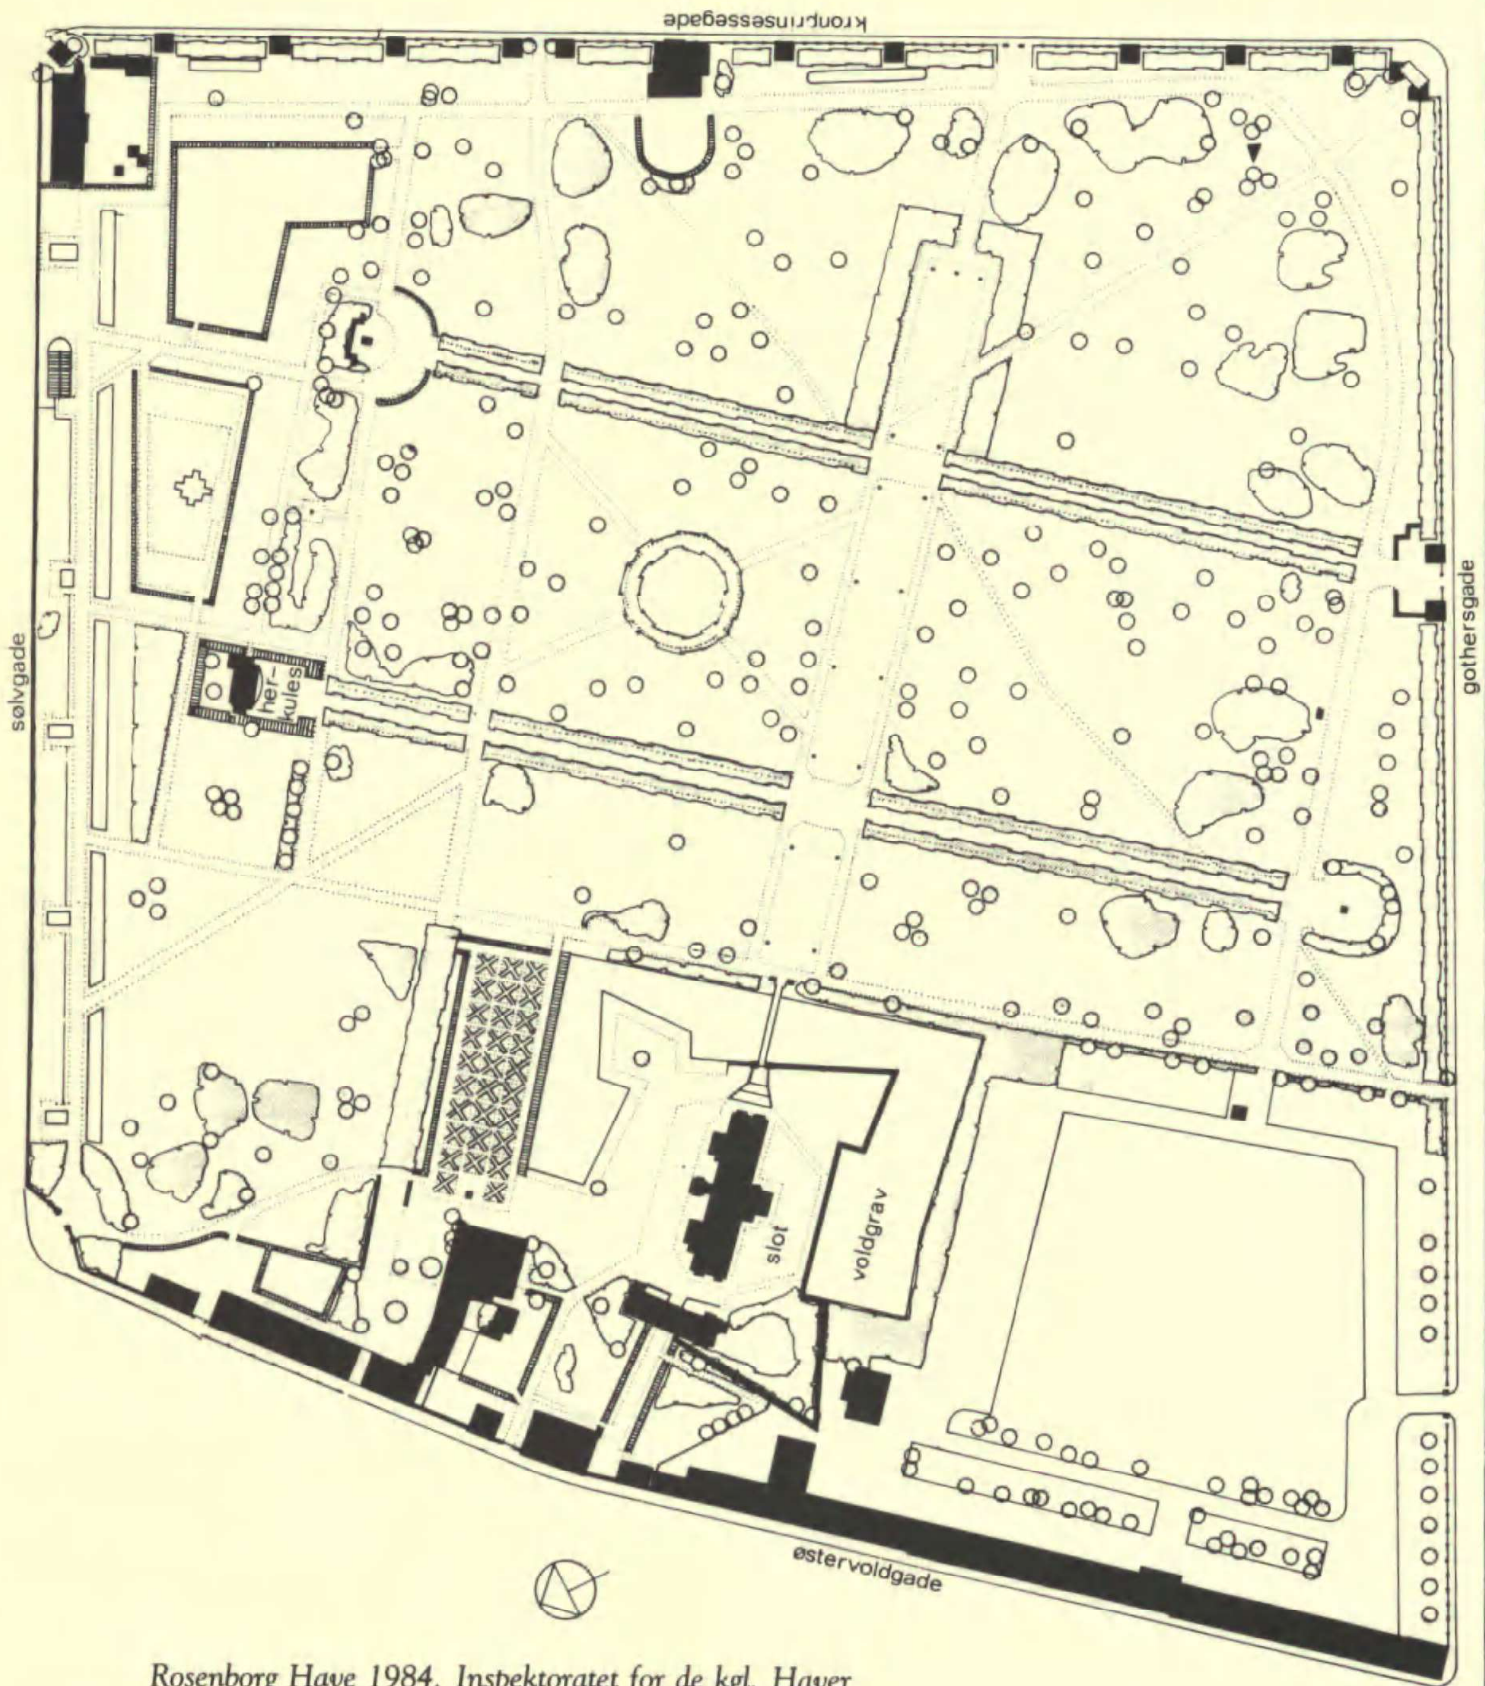 kronprinsessegade
sølvgade
gothersgade
her-
kules
slot
voldgrav
østervoldgade
Rosenborg Have 1984. Inspektoratet for de kgl. Haver